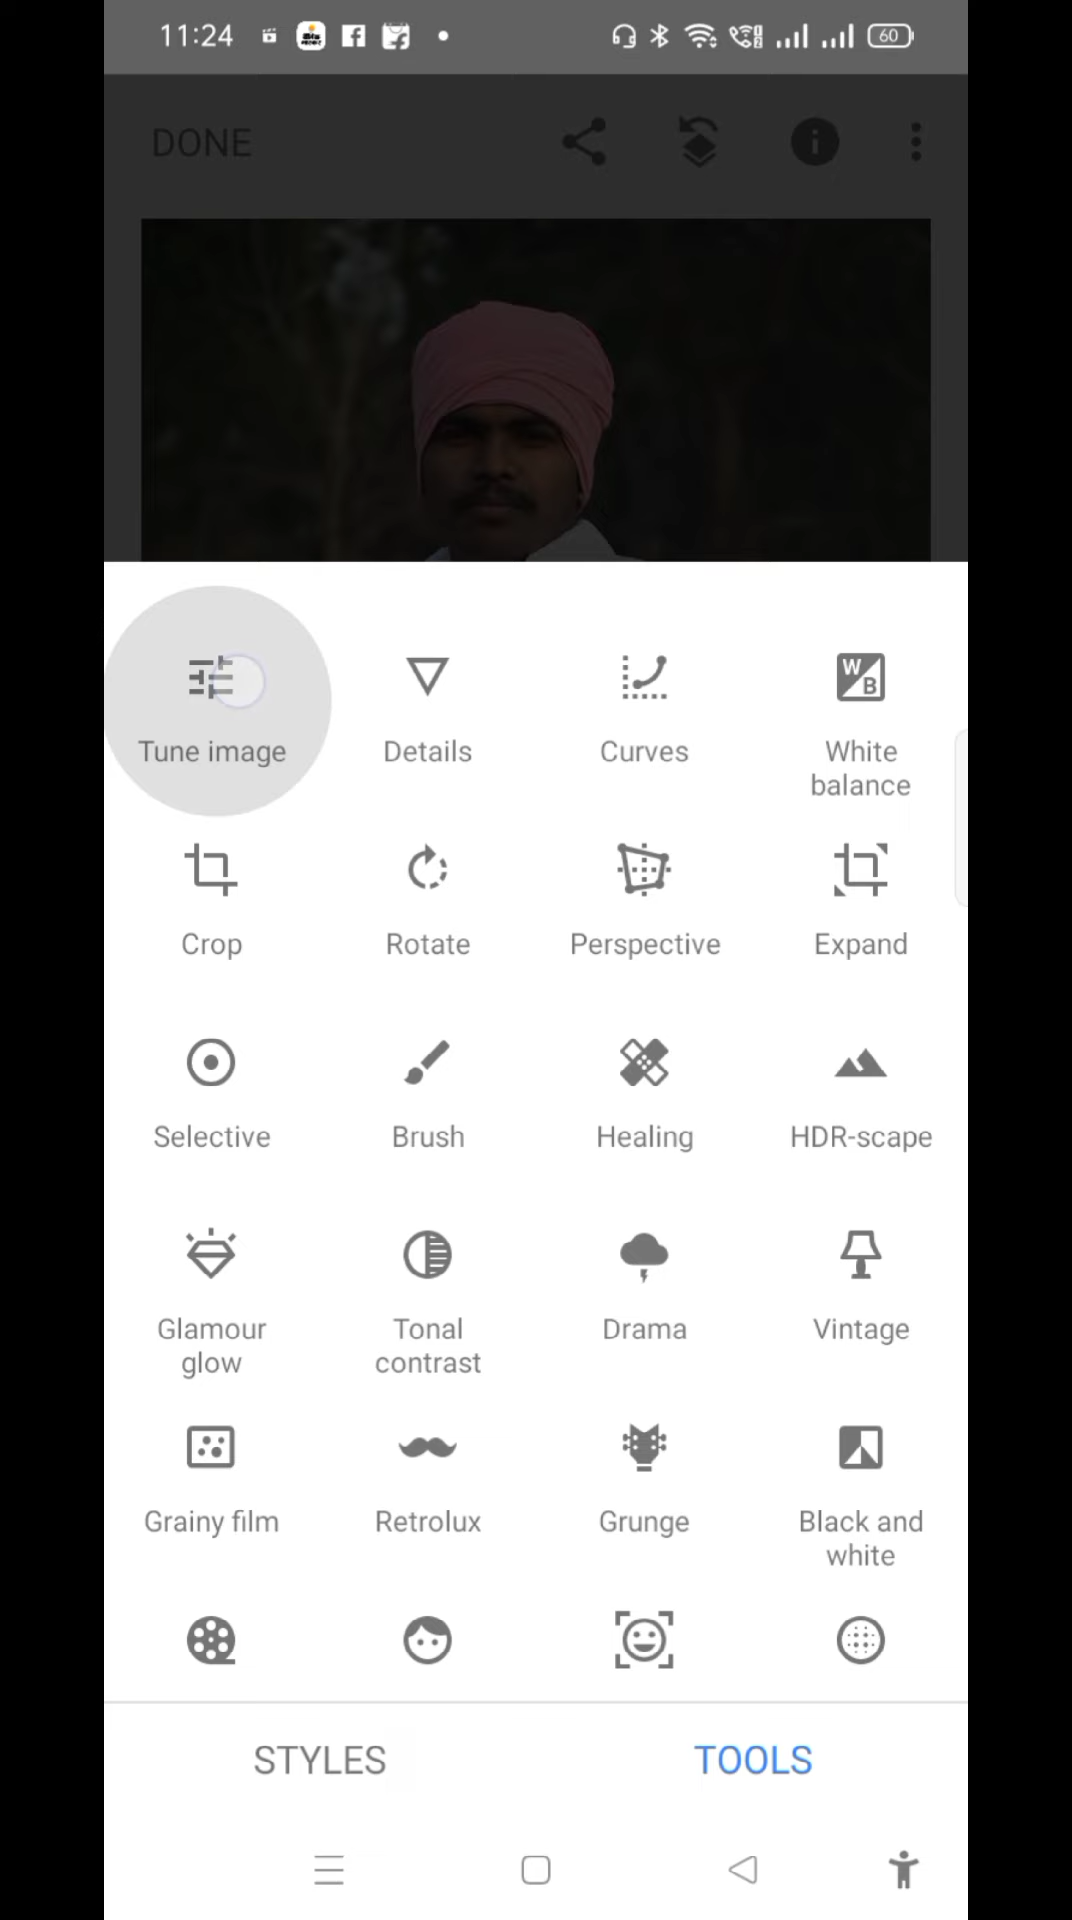 11:24
60
DONE
Tune image
Details
Curves
White
balance
Crop
Rotate
Perspective
Expand
Selective
Brush
Healing
HDR-scape
Glamour
glow
Tonal
contrast
Drama
Vintage
Grainy film
Retrolux
Grunge
Black and
white
STYLES
TOOLS